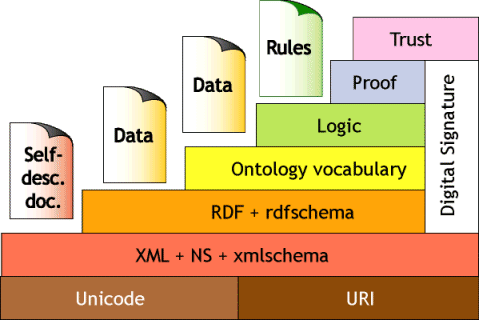 Trust
Rules
Proof
Data
Logic
Data
Digital Signature
Self-
desc.
doc.
Ontology vocabulary
RDF + rdfschema
XML + NS + xmlschema
Unicode
URI